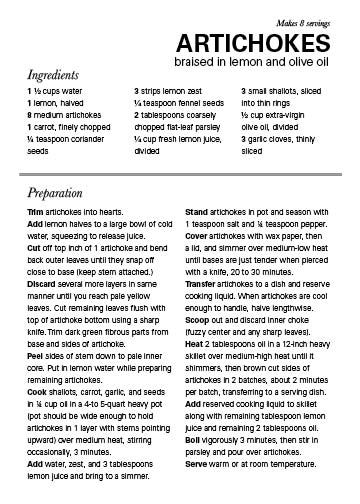 Makes 8 servings
ARTICHOKES
braised in lemon and olive oil
Ingredients
1 ½ cups water
1 lemon, halved
8 medium artichokes
1 carrot, finely chopped
¼ teaspoon coriander
seeds
3 strips lemon zest
¼ teaspoon fennel seeds
2 tablespoons coarsely
chopped flat-leaf parsley
¼ cup fresh lemon juice,
divided
3 small shallots, sliced
into thin rings
½ cup extra-virgin
olive oil, divided
3 garlic cloves, thinly
sliced
Preparation
Trim artichokes into hearts.
Add lemon halves to a large bowl of cold
water, squeezing to release juice.
Cut off top inch of 1 artichoke and bend
back outer leaves until they snap off
close to base (keep stem attached.)
Discard several more layers in same
manner until you reach pale yellow
leaves. Cut remaining leaves flush with
top of artichoke bottom using a sharp
knife. Trim dark green fibrous parts from
base and sides of artichoke.
Peel sides of stem down to pale inner
core. Put in lemon water while preparing
remaining artichokes.
Cook shallots, carrot, garlic, and seeds
in ¼ cup oil in a 4-to 5-quart heavy pot
(pot should be wide enough to hold
artichokes in 1 layer with stems pointing
upward) over medium heat, stirring
occasionally, 3 minutes.
Add water, zest, and 3 tablespoons
lemon juice and bring to a simmer.
Stand artichokes in pot and season with
1 teaspoon salt and ¼ teaspoon pepper.
Cover artichokes with wax paper, then
a lid, and simmer over medium-low heat
until bases are just tender when pierced
with a knife, 20 to 30 minutes.
Transfer artichokes to a dish and reserve
cooking liquid. When artichokes are cool
enough to handle, halve lengthwise.
Scoop out and discard inner choke
(fuzzy center and any sharp leaves).
Heat 2 tablespoons oil in a 12-inch heavy
skillet over medium-high heat until it
shimmers, then brown cut sides of
artichokes in 2 batches, about 2 minutes
per batch, transferring to a serving dish.
Add reserved cooking liquid to skillet
along with remaining tablespoon lemon
juice and remaining 2 tablespoons oil.
Boil vigorously 3 minutes, then stir in
parsley and pour over artichokes.
Serve warm or at room temperature.